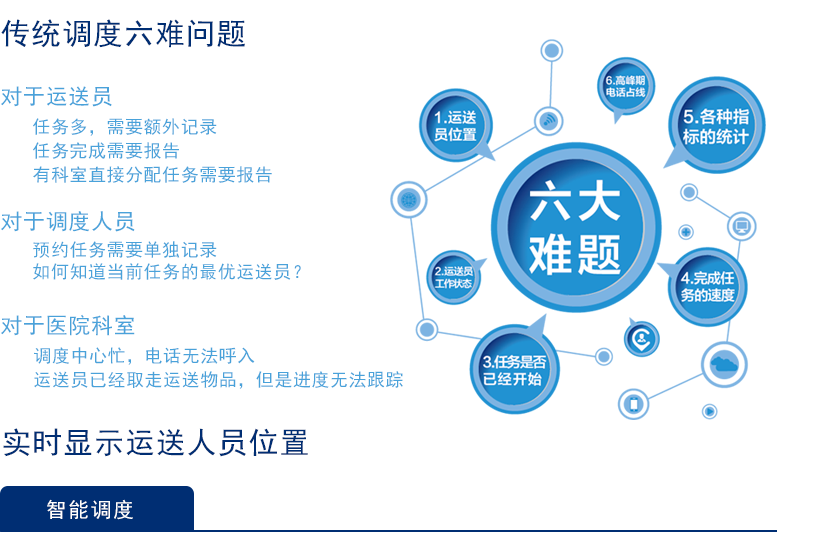 传统调度六难问题
对于运送员
任务多，需要额外记录
任务完成需要报告
有科室直接分配任务需要报告
对于调度人员
预约任务需要单独记录
如何知道当前任务的最优运送员？
对于医院科室
调度中心忙，电话无法呼入
运送员已经取走运送物品，但是进度无法跟踪
六大
难题
1.运送
员位置
2.运送员
工作状态
3.任务是否
已经开始
4.完成任
务的速度
5.各种指
标的统计
6.高峰期
电话占线
实时显示运送人员位置
智能调度